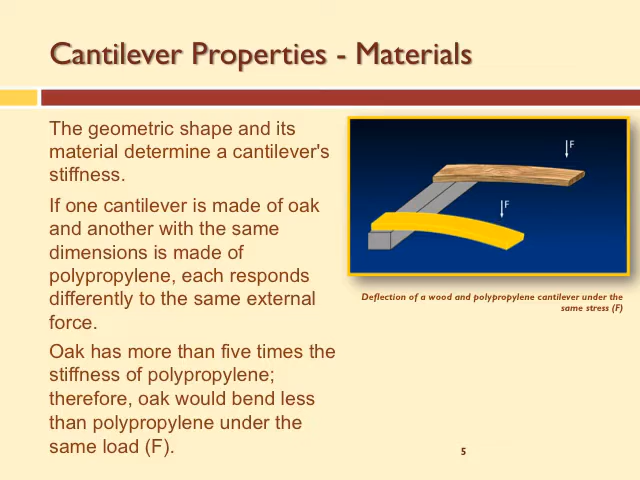 Cantilever Properties - Materials
The geometric shape and its
material determine a cantilever's
stiffness.
If one cantilever is made of oak
and another with the same
dimensions is made of
polypropylene, each responds
differently to the same external
force.
Oak has more than five times the
stiffness of polypropylene;
therefore, oak would bend less
than polypropylene under the
same load (F).
F
F
Deflection of a wood and polypropylene cantilever under the
same stress (F)
5